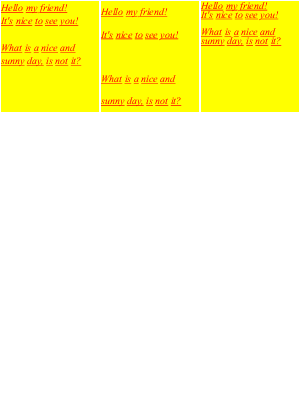 Hello my friend!
It's nice to see you!
What is a nice and
sunny day, is not it?
Hello my friend!
It's nice to see you!
What is a nice and
sunny day, is not it?
Hello my friend!
It's nice to see you!
What is a nice and
sunny day, is not it?